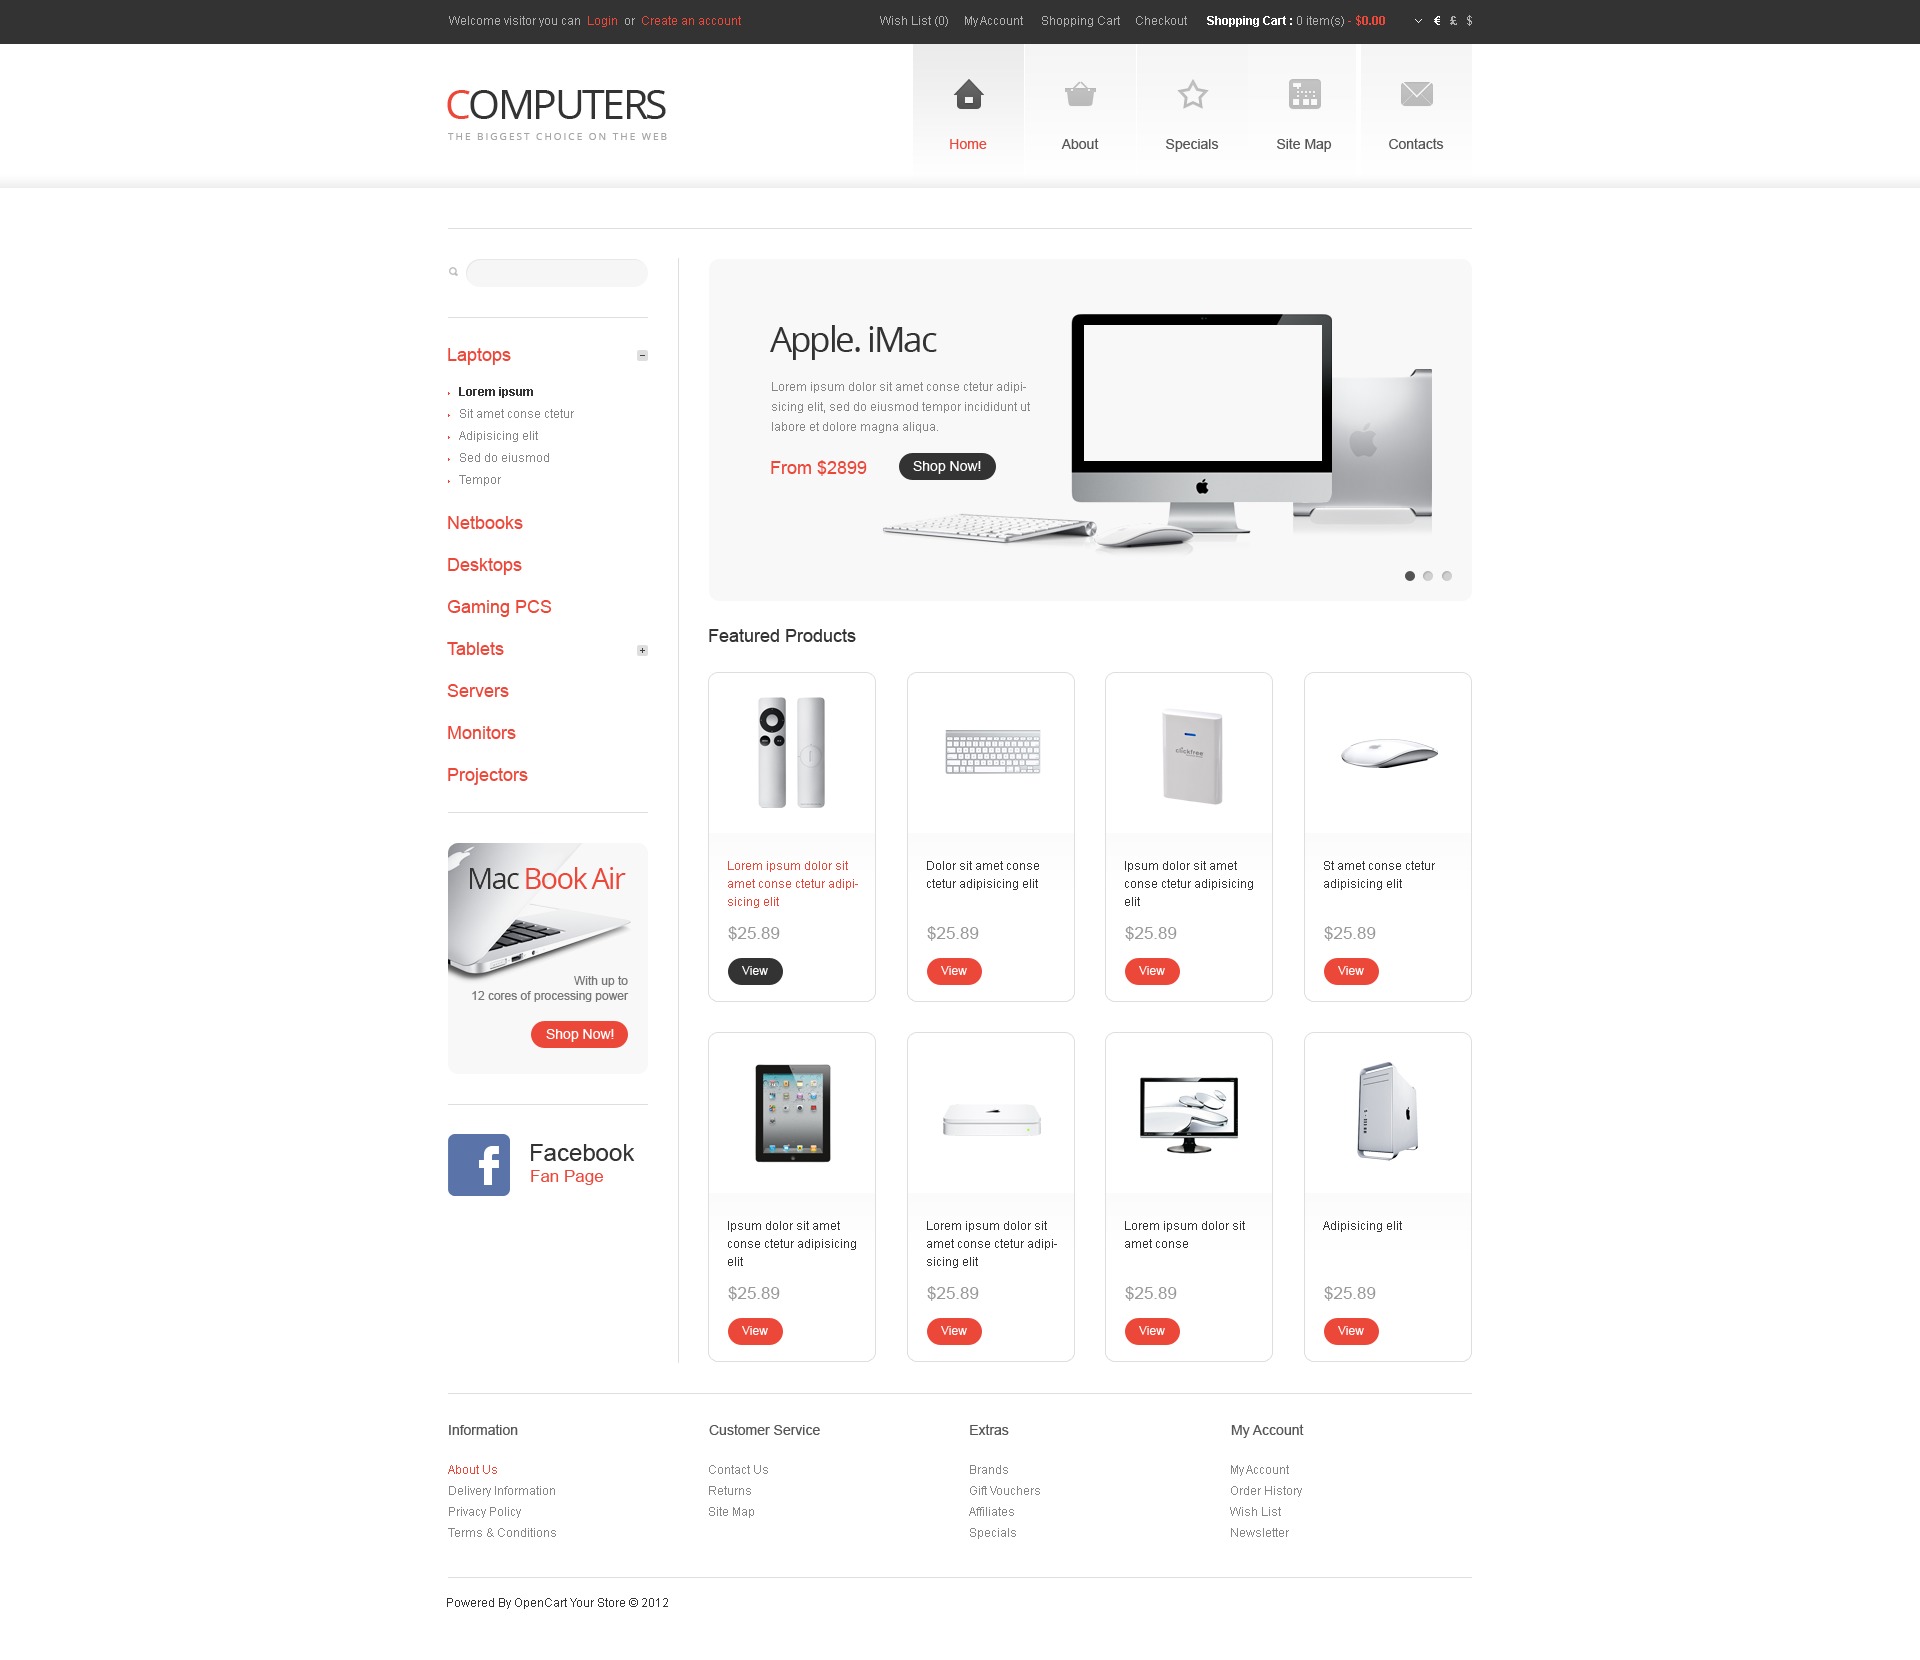 Welcome visitor you can Login or Create an account
Wish List (0) My Account Shopping Cart Checkout Shopping Cart : 0 item(s) - $0.00 € £ $
COMPUTERS
THE BIGGEST CHOICE ON THE WEB
Home About Specials Site Map Contacts
Laptops
Lorem ipsum
Sit amet conse ctetur
Adipisicing elit
Sed do eiusmod
Tempor
Netbooks
Desktops
Gaming PCS
Tablets
Servers
Monitors
Projectors
Mac Book Air
With up to
12 cores of processing power
Shop Now!
Facebook
Fan Page
Apple. iMac
Lorem ipsum dolor sit amet conse ctetur adipi-
sicing elit, sed do eiusmod tempor incididunt ut
labore et dolore magna aliqua.
From $2899 Shop Now!
Featured Products
clickfree
Lorem ipsum dolor sit
amet conse ctetur adipi-
sicing elit
$25.89
View
Dolor sit amet conse
ctetur adipisicing elit
$25.89
View
Ipsum dolor sit amet
conse ctetur adipisicing
elit
$25.89
View
St amet conse ctetur
adipisicing elit
$25.89
View
Ipsum dolor sit amet
conse ctetur adipisicing
elit
$25.89
View
Lorem ipsum dolor sit
amet conse ctetur adipi-
sicing elit
$25.89
View
Lorem ipsum dolor sit
amet conse
$25.89
View
Adipisicing elit
$25.89
View
Information
About Us
Delivery Information
Privacy Policy
Terms & Conditions
Customer Service
Contact Us
Returns
Site Map
Extras
Brands
Gift Vouchers
Affiliates
Specials
My Account
My Account
Order History
Wish List
Newsletter
Powered By OpenCart Your Store © 2012